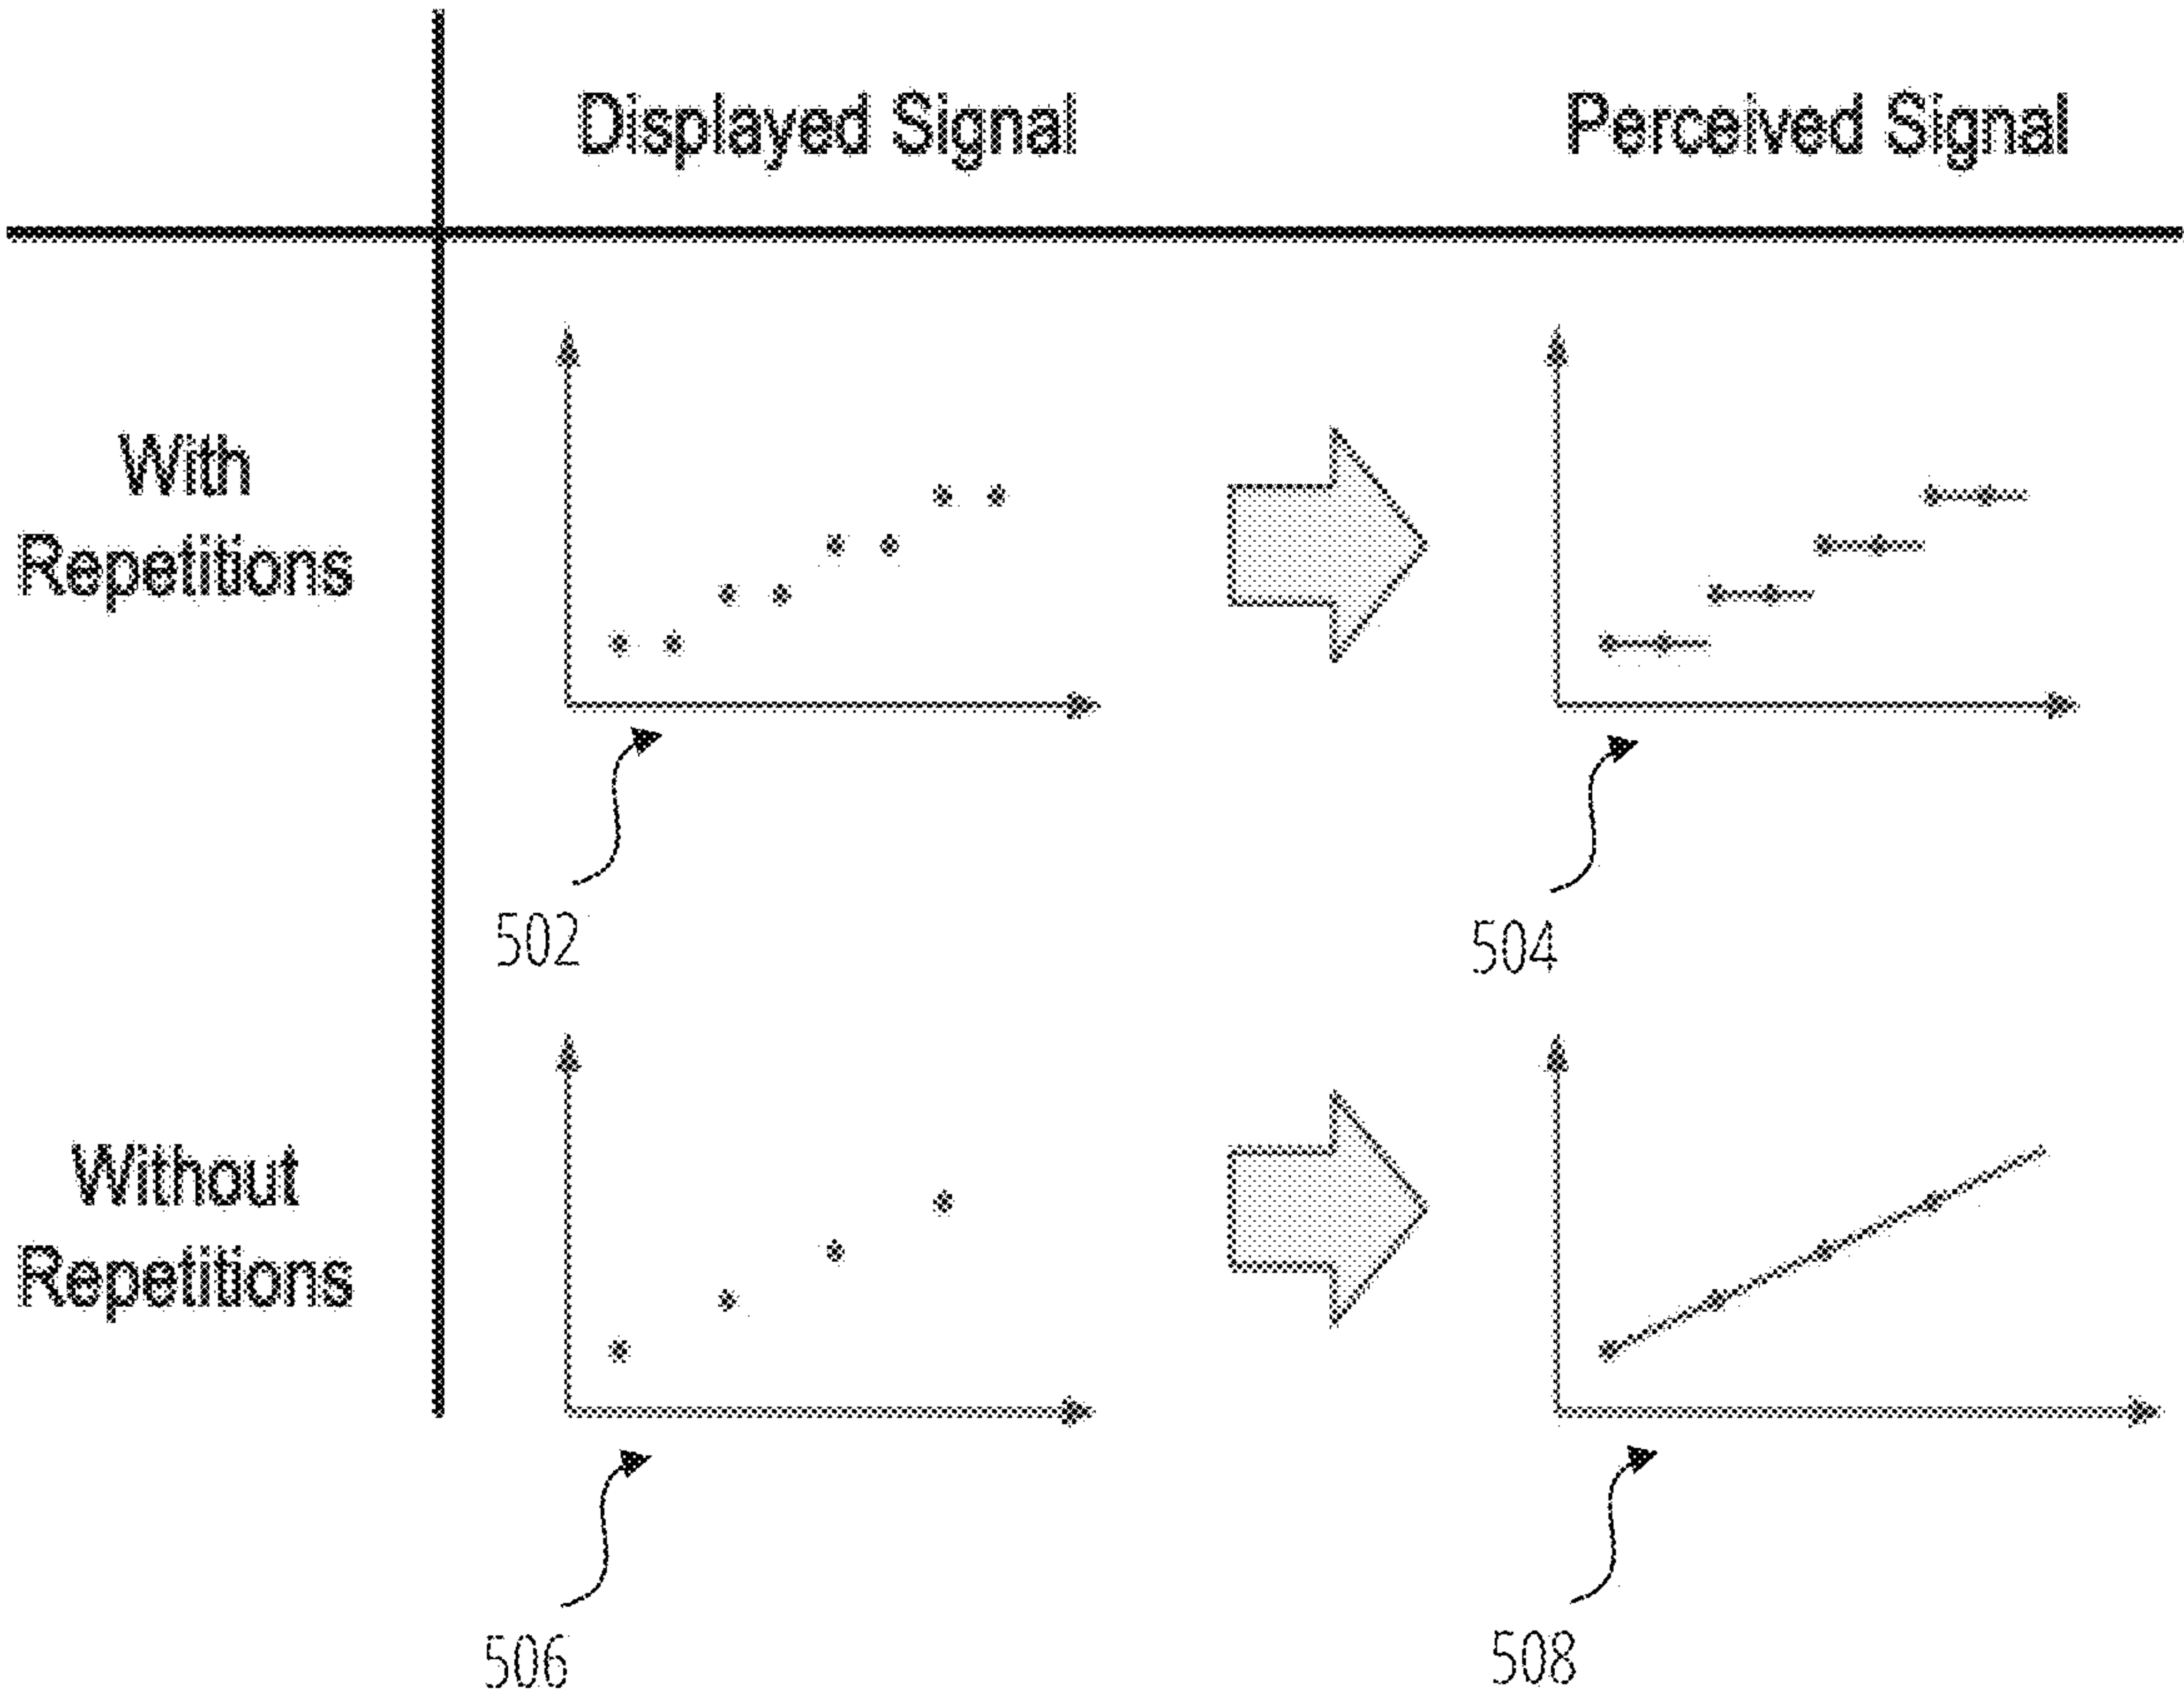 Displayed Signal
Perceived Signal
With
Repetitions
502
504
Without
Repetitions
506
508